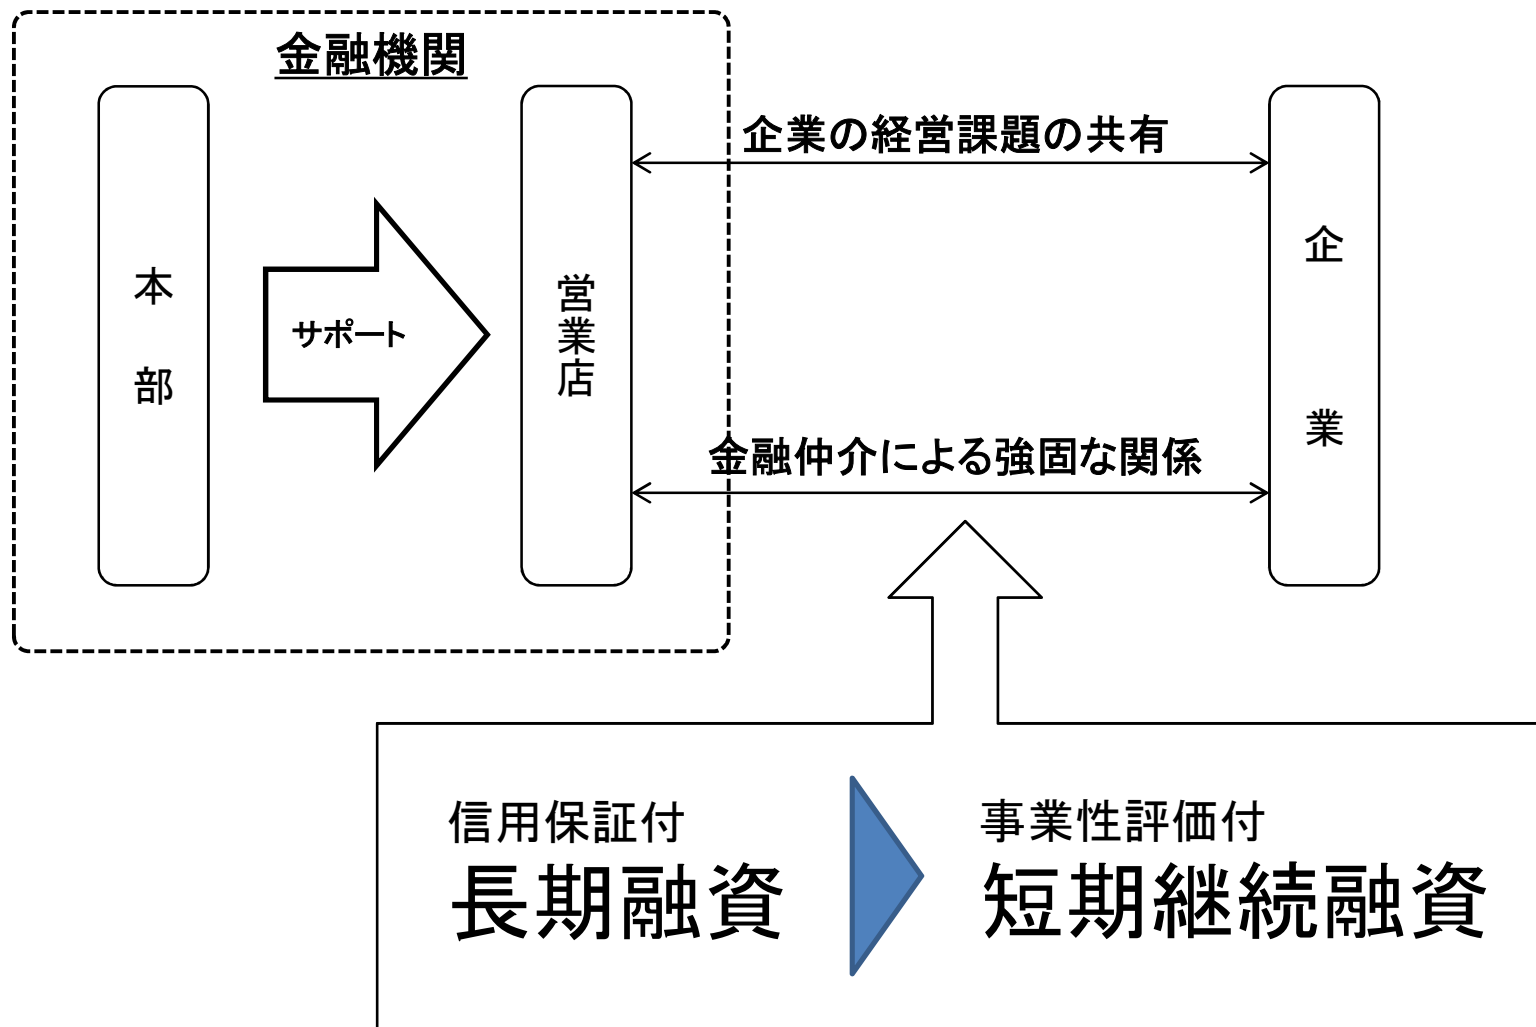 金融機関
企業の経営課題の共有
本部
サポート
営業店
企業
金融仲介による強固な関係
信用保証付
長期融資
事業性評価付
短期継続融資